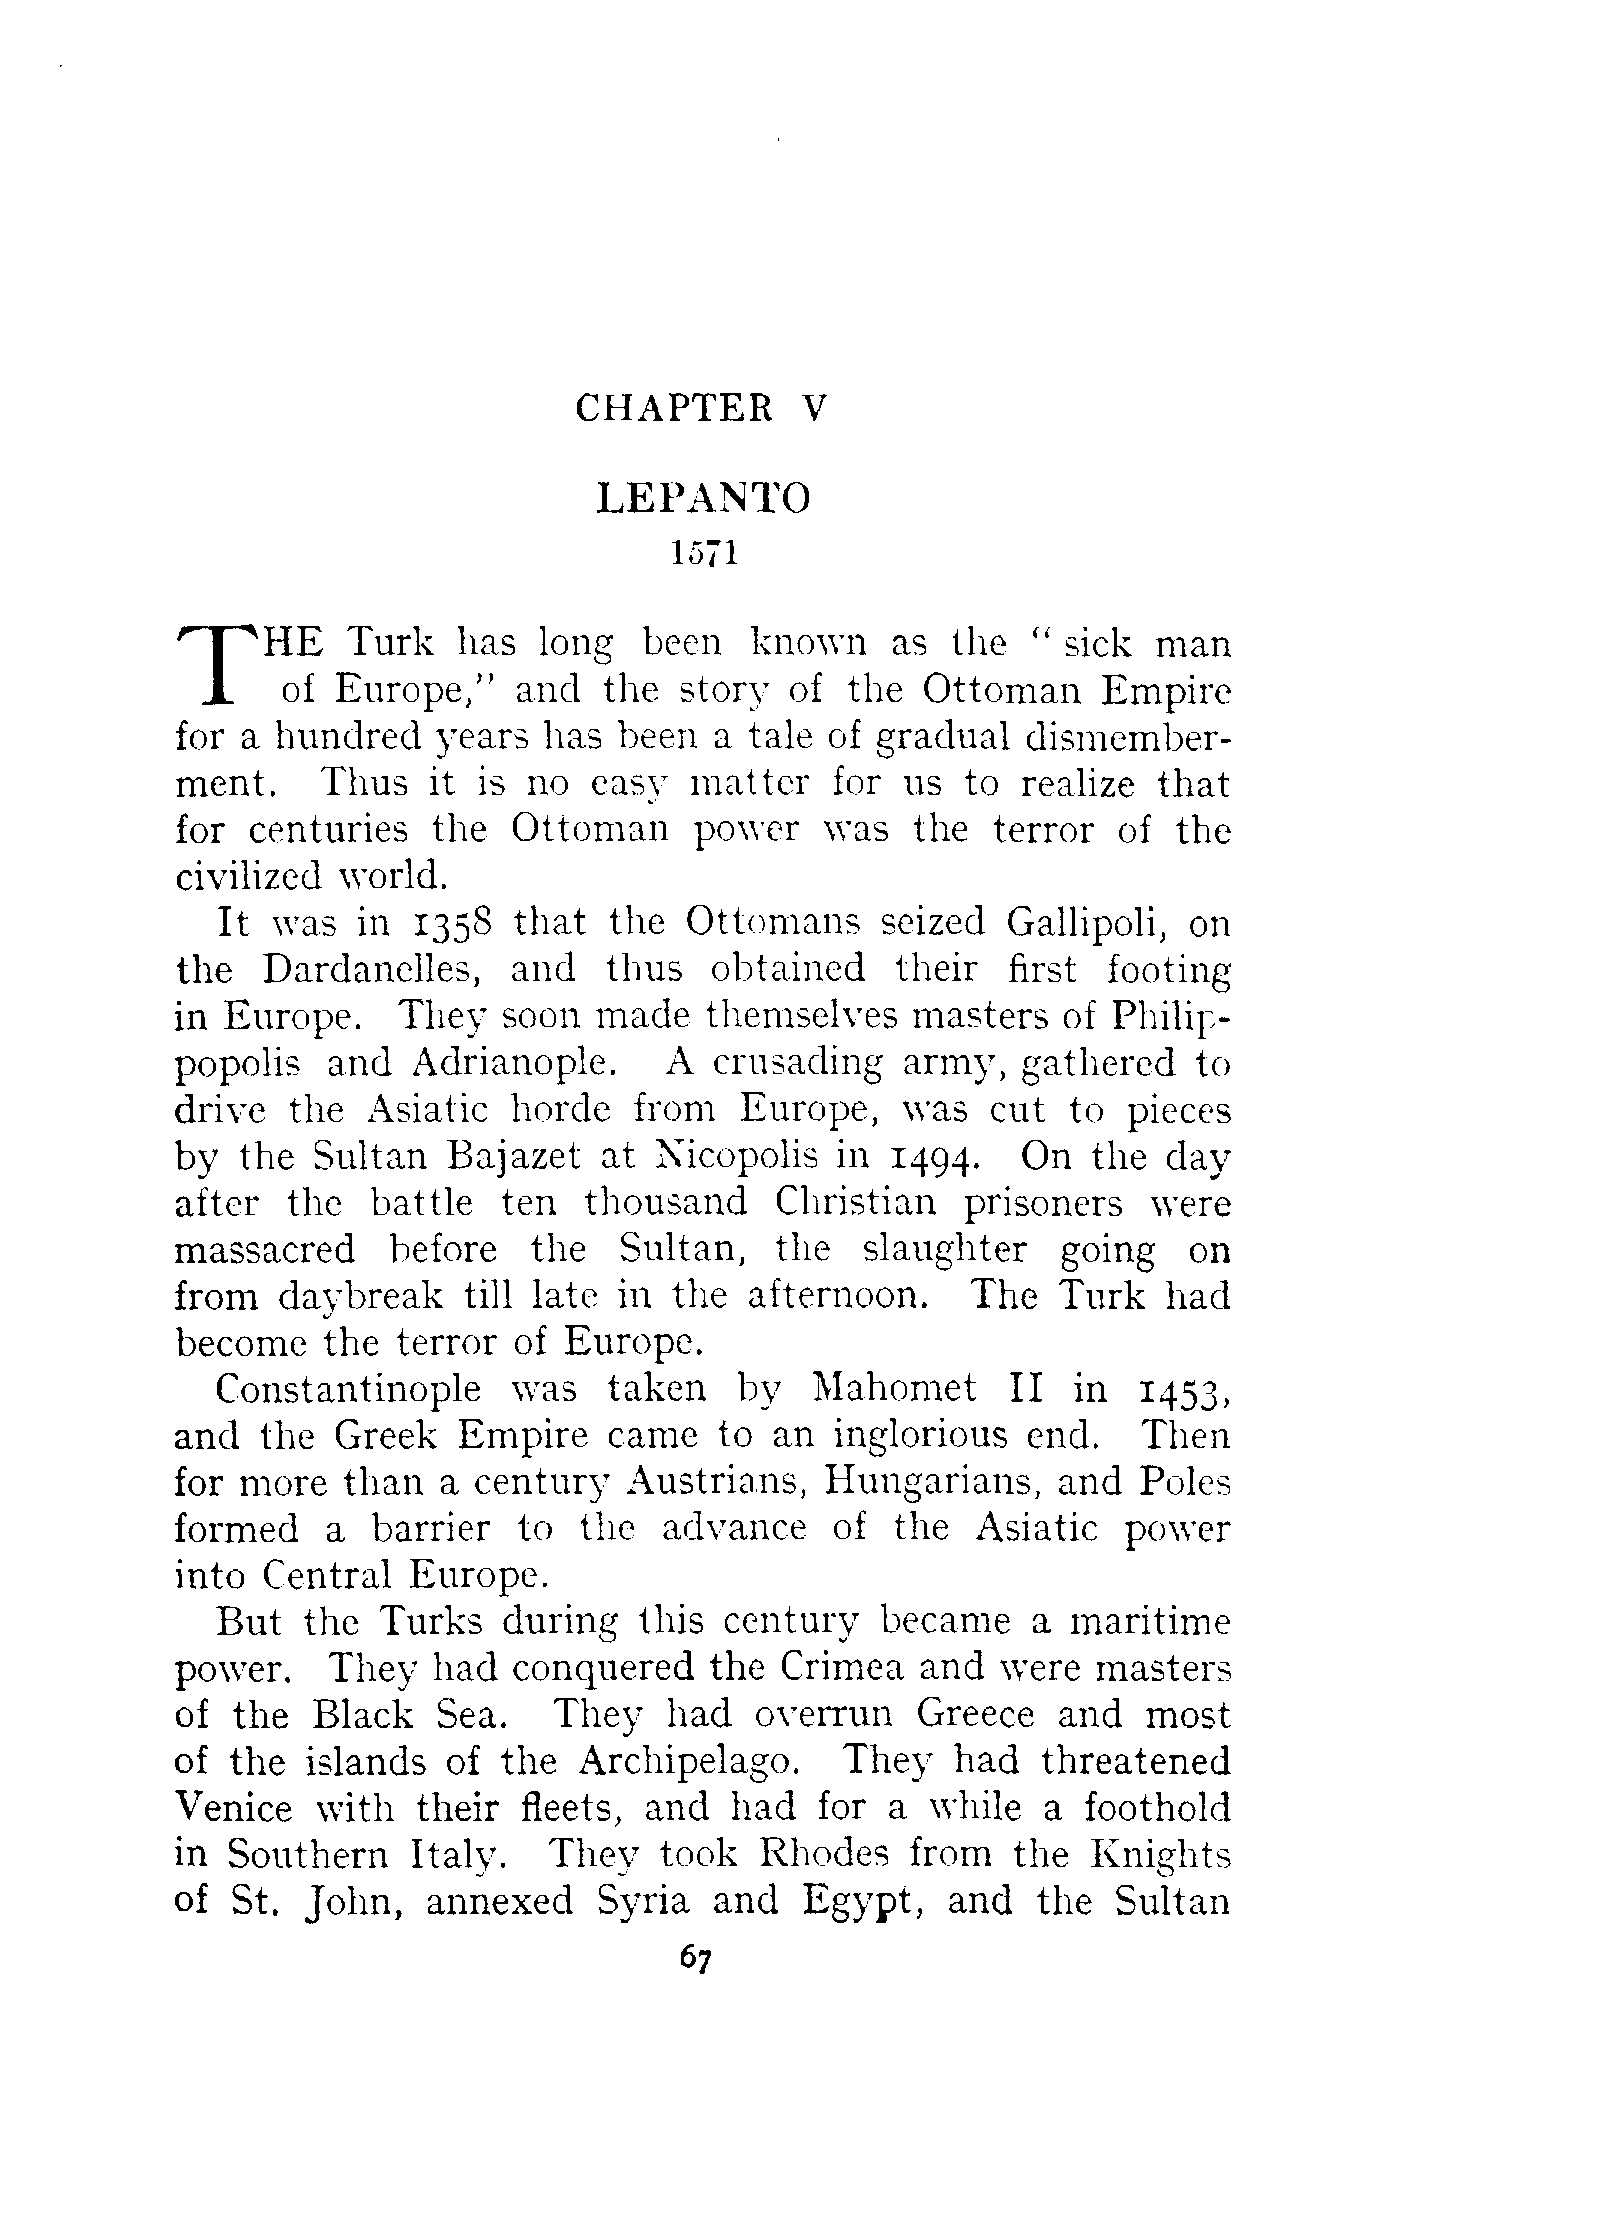 CHAPTER V
LEPANTO
1571
THE Turk has long been known as the " sick man
of Europe," and the story of the Ottoman Empire
for a hundred years has been a tale of gradual dismember-
ment. Thus it is no easy matter for us to realize that
for centuries the Ottoman power was the terror of the
civilized world.
It was in 1358 that the Ottomans seized Gallipoli, on
the Dardanelles, and thus obtained their first footing
in Europe. They soon made themselves masters of Philip-
popolis and Adrianople. A crusading army, gathered to
drive the Asiatic horde from Europe, was cut to pieces
by the Sultan Bajazet at Nicopolis in 1494. On the day
after the battle ten thousand Christian prisoners were
massacred before the Sultan, the slaughter going on
from daybreak till late in the afternoon. The Turk had
become the terror of Europe.
Constantinople was taken by Mahomet II in 1453,
and the Greek Empire came to an inglorious end. Then
for more than a century Austrians, Hungarians, and Poles
formed a barrier to the advance of the Asiatic power
into Central Europe.
But the Turks during this century became a maritime
power. They had conquered the Crimea and were masters
of the Black Sea. They had overrun Greece and most
of the islands of the Archipelago. They had threatened
Venice with their fleets, and had for a while a foothold
in Southern Italy. They took Rhodes from the Knights
of St. John, annexed Syria and Egypt, and the Sultan
67